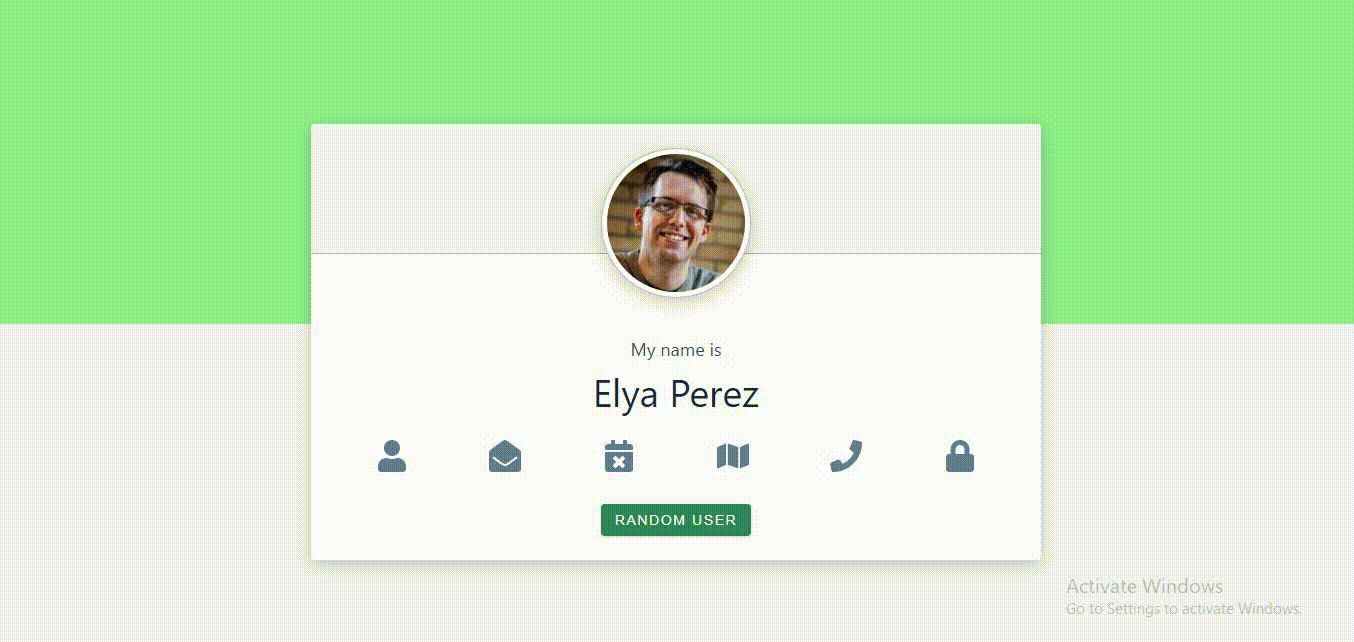 My name is
Elya Perez
RANDOM USER
Activate Windows
Go to Settings to activate Windows.